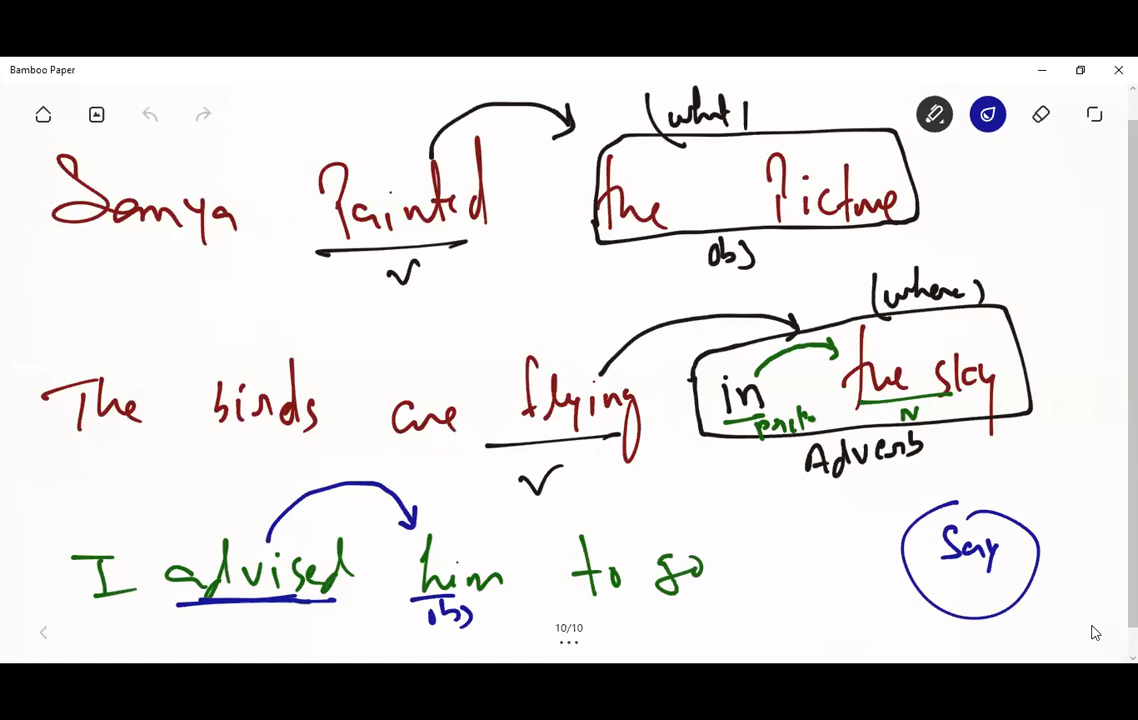 Bamboo Paper
(what)
Somya Painted the Picture
V
obj
(where)
The birds are flying in the sky
prep N
V
Adverb
Say
I advised him to go
obj
10/10